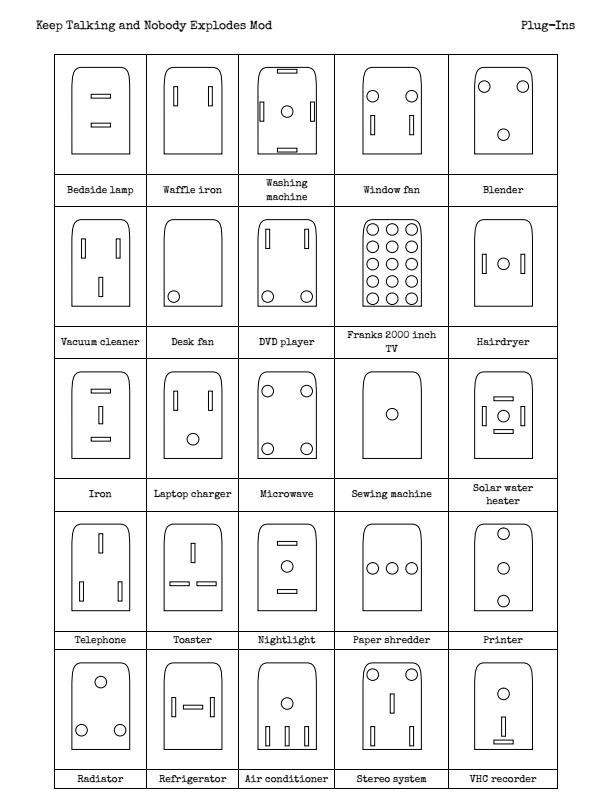 Keep Talking and Nobody Explodes Mod Plug-Ins
Bedside lamp Waffle iron Washing machine Window fan Blender
Vacuum cleaner Desk fan DVD player Franks 2000 inch TV Hairdryer
Iron Laptop charger Microwave Sewing machine Solar water heater
Telephone Toaster Nightlight Paper shredder Printer
Radiator Refrigerator Air conditioner Stereo system VHC recorder